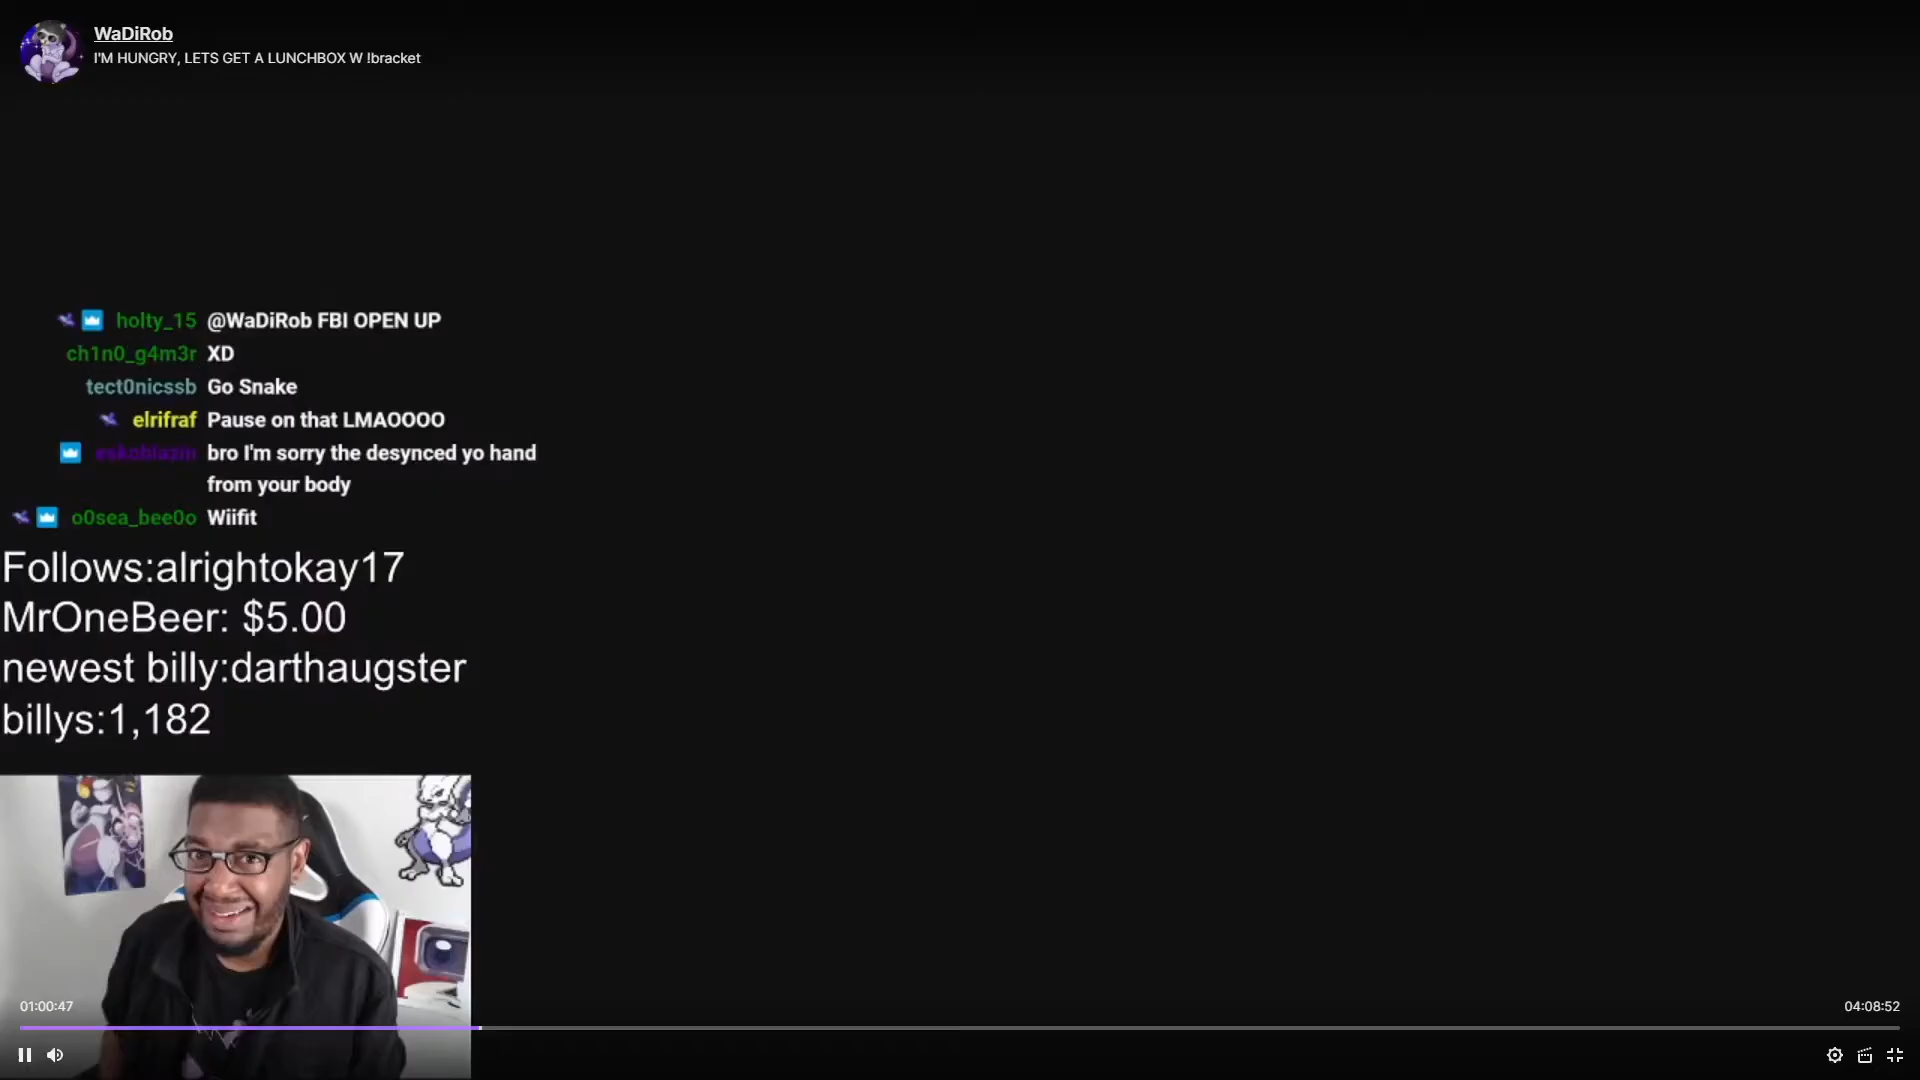 WaDiRob
I'M HUNGRY, LETS GET A LUNCHBOX W !bracket
holty_15 @WaDiRob FBI OPEN UP
ch1n0_g4m3r XD
tect0nicssb Go Snake
elrifraf Pause on that LMAOOOO
eskoblazin bro I'm sorry the desynced yo hand
from your body
o0sea_bee0o Wiifit
Follows:alrightokay17
MrOneBeer: $5.00
newest billy:darthaugster
billys:1,182
01:00:47
04:08:52